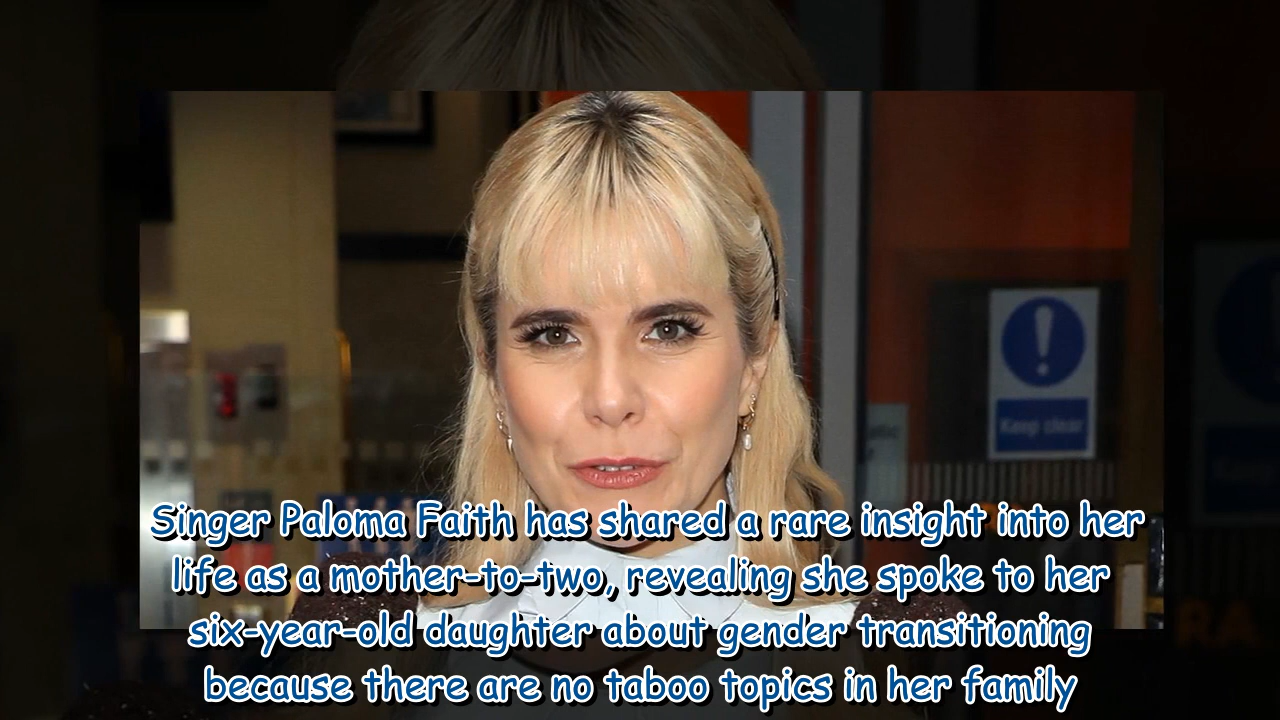 Keep clear
Singer Paloma Faith has shared a rare insight into her
life as a mother-to-two, revealing she spoke to her
six-year-old daughter about gender transitioning
because there are no taboo topics in her family